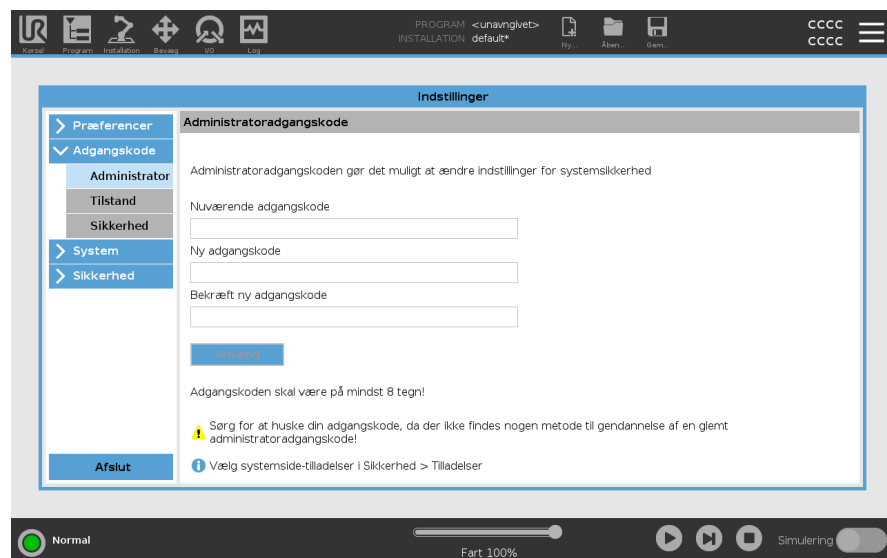 UR
Kørsel
Program
Installation
Bevæg
I/O
Log
PROGRAM <unavngivet>
INSTALLATION default*
Ny...
Åben...
Gem...
CCCC
CCCC
Indstillinger
Præferencer
Adgangskode
Administrator
Tilstand
Sikkerhed
System
Sikkerhed
Afslut
Administratoradgangskode
Administratoradgangskoden gør det muligt at ændre indstillinger for systemsikkerhed
Nuværende adgangskode
Ny adgangskode
Bekræft ny adgangskode
Anvend
Adgangskoden skal være på mindst 8 tegn!
Sørg for at huske din adgangskode, da der ikke findes nogen metode til gendannelse af en glemt
administratoradgangskode!
Vælg systemside-tilladelser i Sikkerhed > Tilladelser
Normal
Fart 100%
Simulering